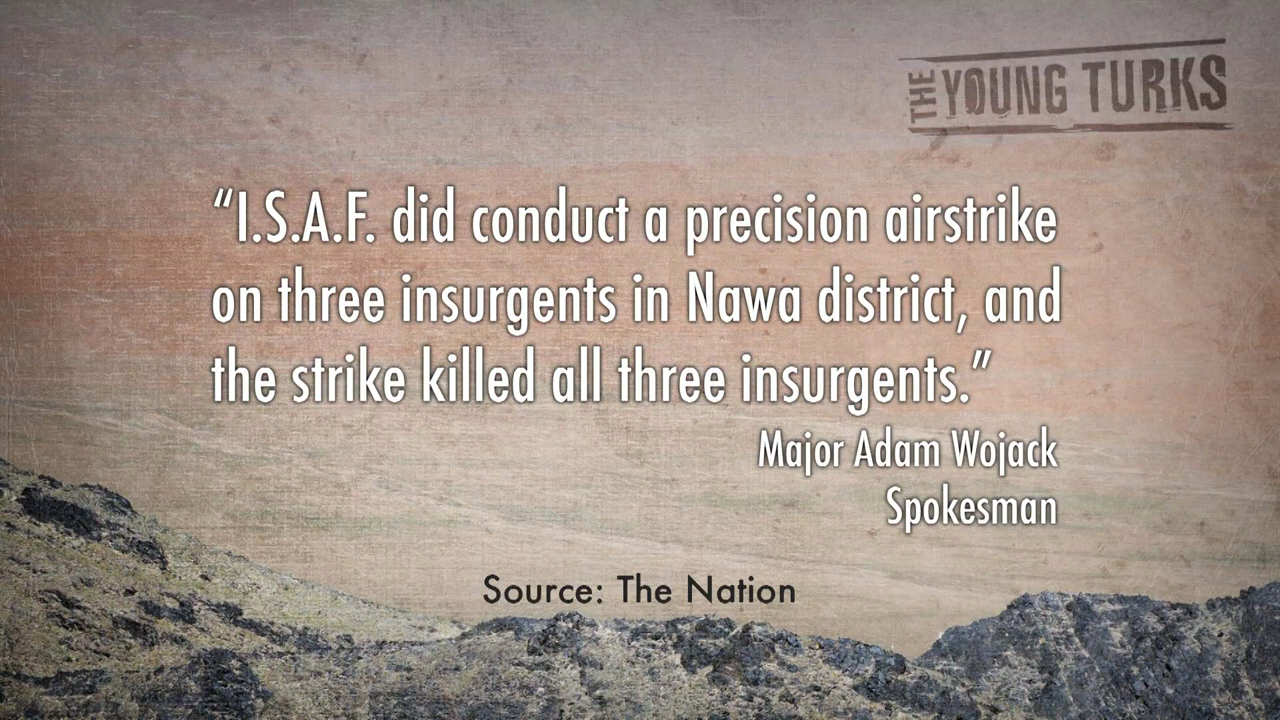 THE YOUNG TURKS
“I.S.A.F. did conduct a precision airstrike
on three insurgents in Nawa district, and
the strike killed all three insurgents.”
Major Adam Wojack
Spokesman
Source: The Nation